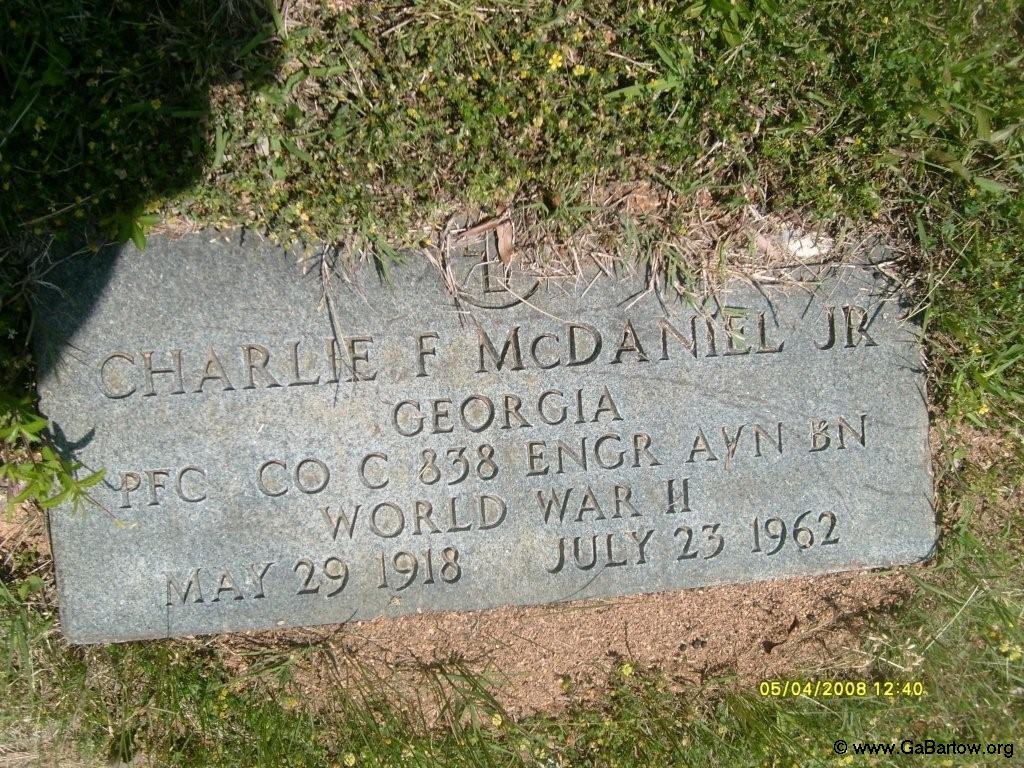 CHARLIE F MCDANIEL JR
GEORGIA
PFC CO C 838 ENGR AVN BN
WORLD WAR II
MAY 29 1918 JULY 23 1962
05/04/2008 12:40
© www.GaBartow.org